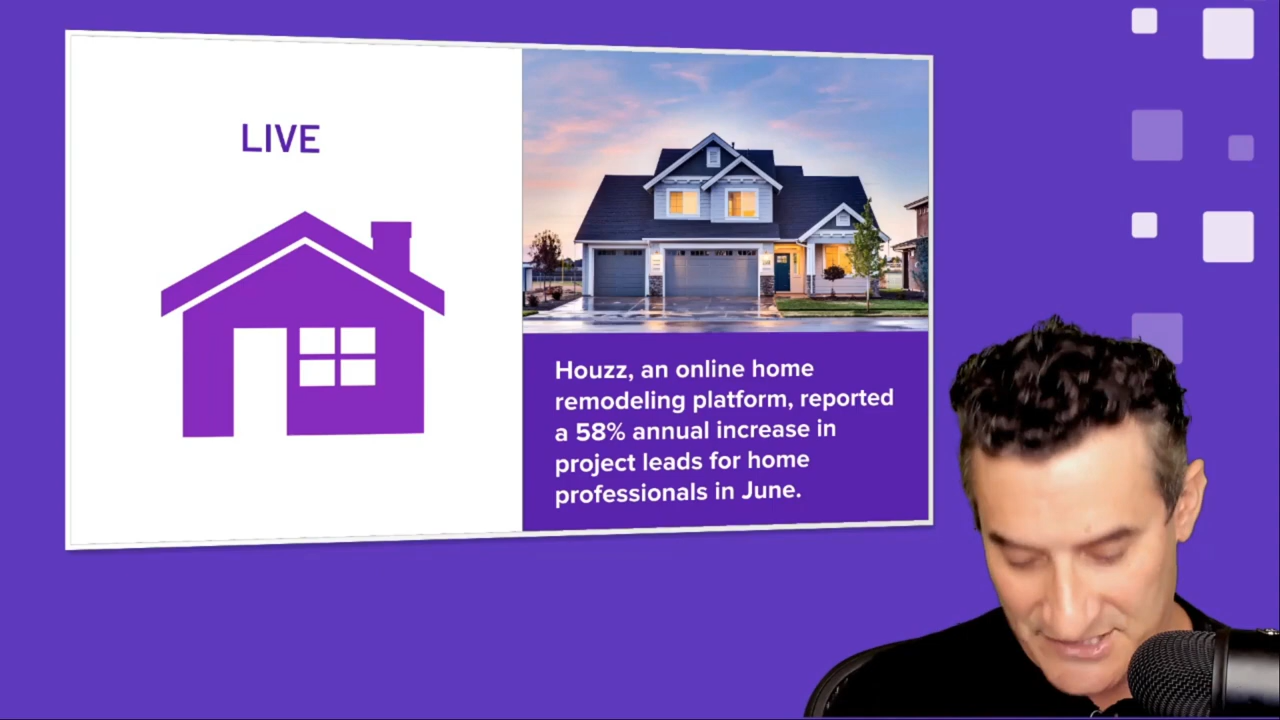 LIVE
Houzz, an online home
remodeling platform, reported
a 58% annual increase in
project leads for home
professionals in June.